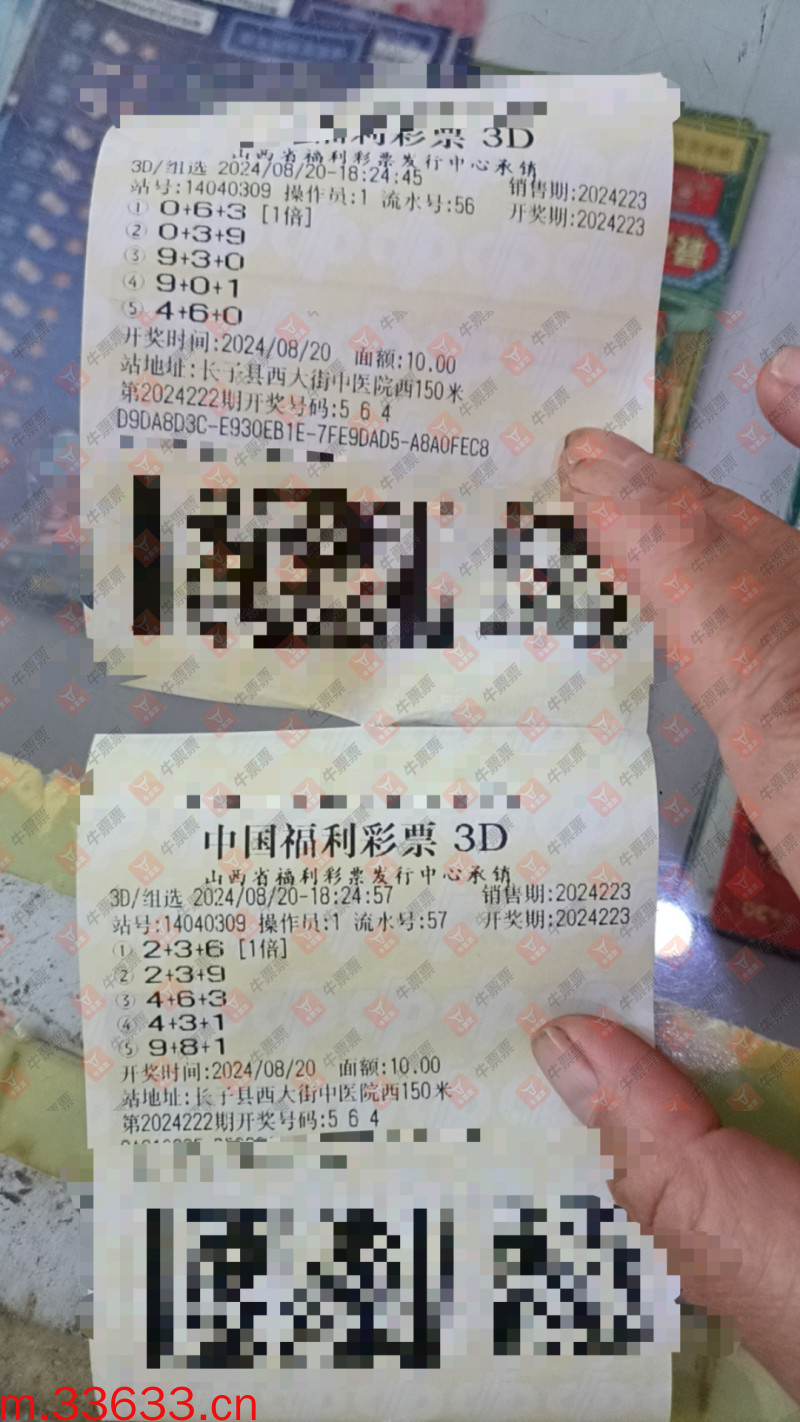 利彩票 3D
山西省福利彩票发行中心承销
3D/组选 2024/08/20-18:24:45 销售期:2024223
站号:14040309 操作员:1 流水号:56 开奖期:2024223
① 0+6+3 [1倍]
② 0+3+9
③ 9+3+0
④ 9+0+1
⑤ 4+6+0
开奖时间:2024/08/20 面额:10.00
站地址:长子县西大街中医院西150米
第2024222期开奖号码:5 6 4
D9DA8D3C-E930EB1E-7FE9DAD5-A8A0FEC8
中国福利彩票 3D
山西省福利彩票发行中心承销
3D/组选 2024/08/20-18:24:57 销售期:2024223
站号:14040309 操作员:1 流水号:57 开奖期:2024223
① 2+3+6 [1倍]
② 2+3+9
③ 4+6+3
④ 4+3+1
⑤ 9+8+1
开奖时间:2024/08/20 面额:10.00
站地址:长子县西大街中医院西150米
第2024222期开奖号码:5 6 4
牛票票
m.33633.cn